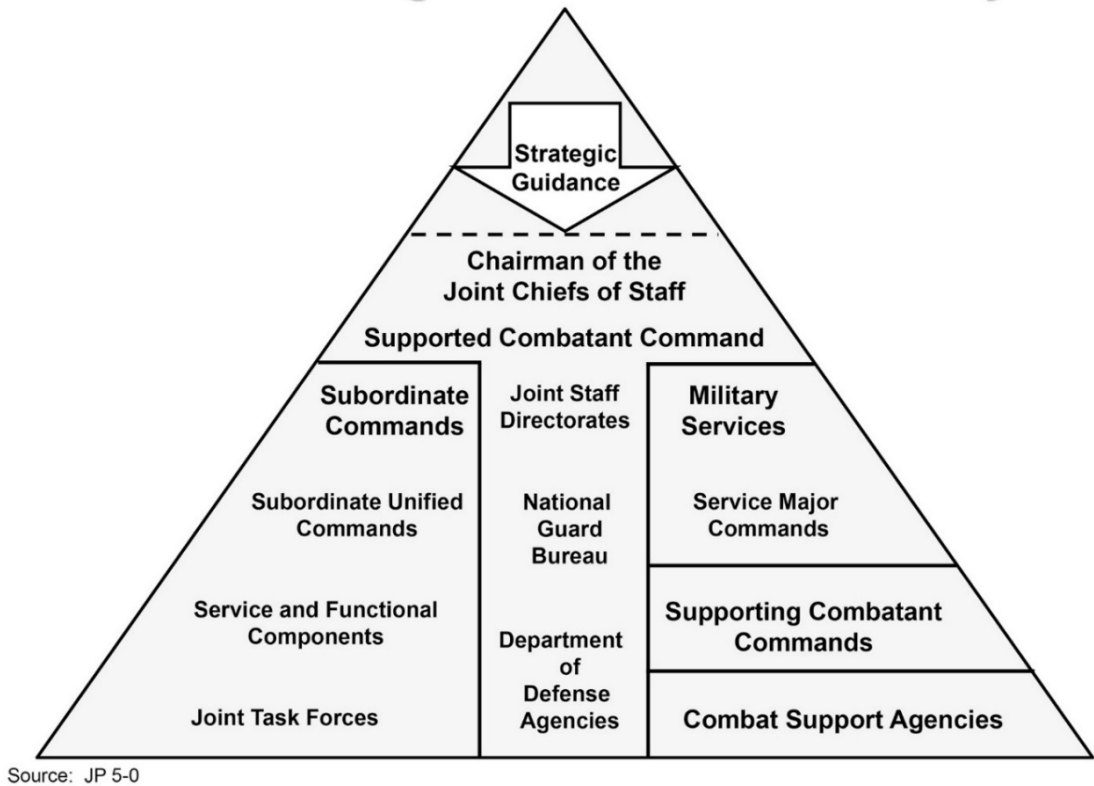 Strategic
Guidance
Chairman of the
Joint Chiefs of Staff
Supported Combatant Command
Subordinate
Commands
Subordinate Unified
Commands
Service and Functional
Components
Joint Task Forces
Joint Staff
Directorates
National
Guard
Bureau
Department
of
Defense
Agencies
Military
Services
Service Major
Commands
Supporting Combatant
Commands
Combat Support Agencies
Source: JP 5-0